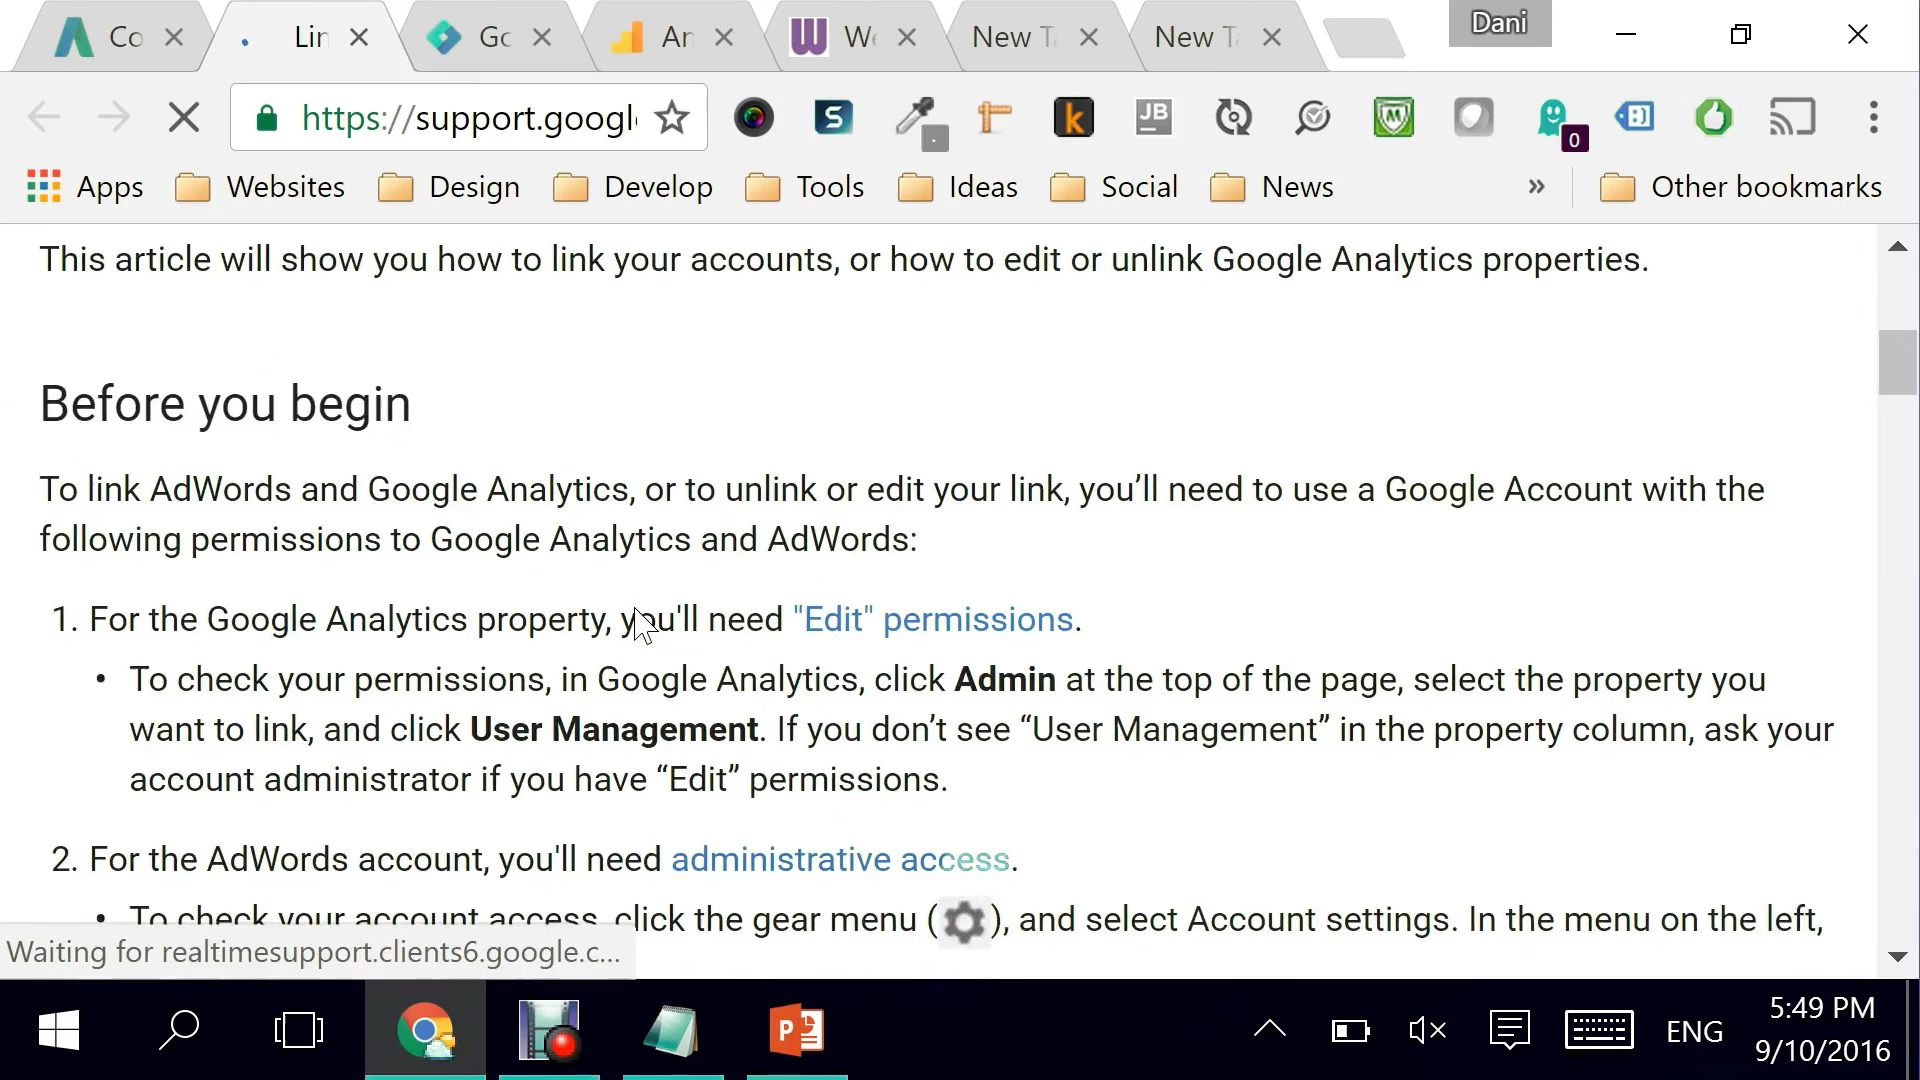 Co
Lin
Go
An
We
New T
New T
Dani
https://support.googl
JB
0
Apps
Websites
Design
Develop
Tools
Ideas
Social
News
»
Other bookmarks
This article will show you how to link your accounts, or how to edit or unlink Google Analytics properties.
Before you begin
To link AdWords and Google Analytics, or to unlink or edit your link, you’ll need to use a Google Account with the
following permissions to Google Analytics and AdWords:
1. For the Google Analytics property, you'll need "Edit" permissions.
• To check your permissions, in Google Analytics, click Admin at the top of the page, select the property you
want to link, and click User Management. If you don’t see “User Management” in the property column, ask your
account administrator if you have “Edit” permissions.
2. For the AdWords account, you'll need administrative access.
• To check your account access, click the gear menu ( ), and select Account settings. In the menu on the left,
Waiting for realtimesupport.clients6.google.c...
ENG
5:49 PM
9/10/2016